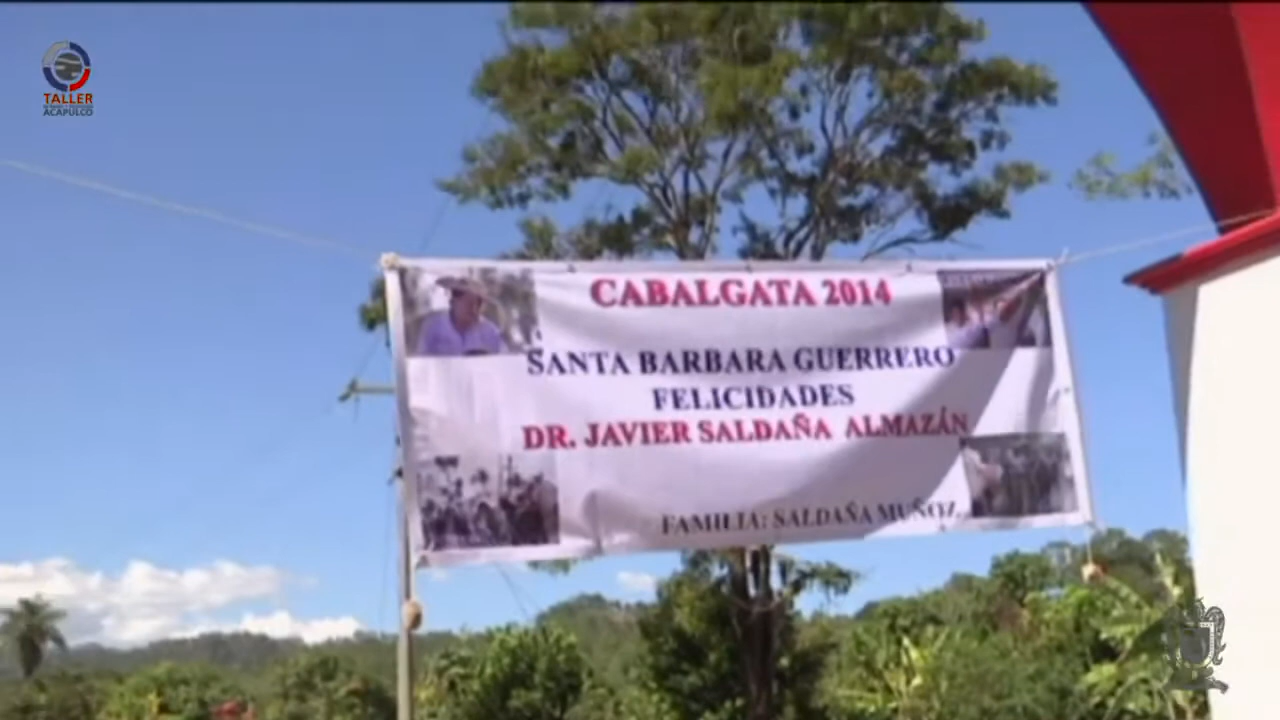 TALLER
ACAPULCO
CABALGATA 2014
SANTA BARBARA GUERRERO
FELICIDADES
DR. JAVIER SALDAÑA ALMAZÁN
FAMILIA: SALDAÑA MUÑOZ